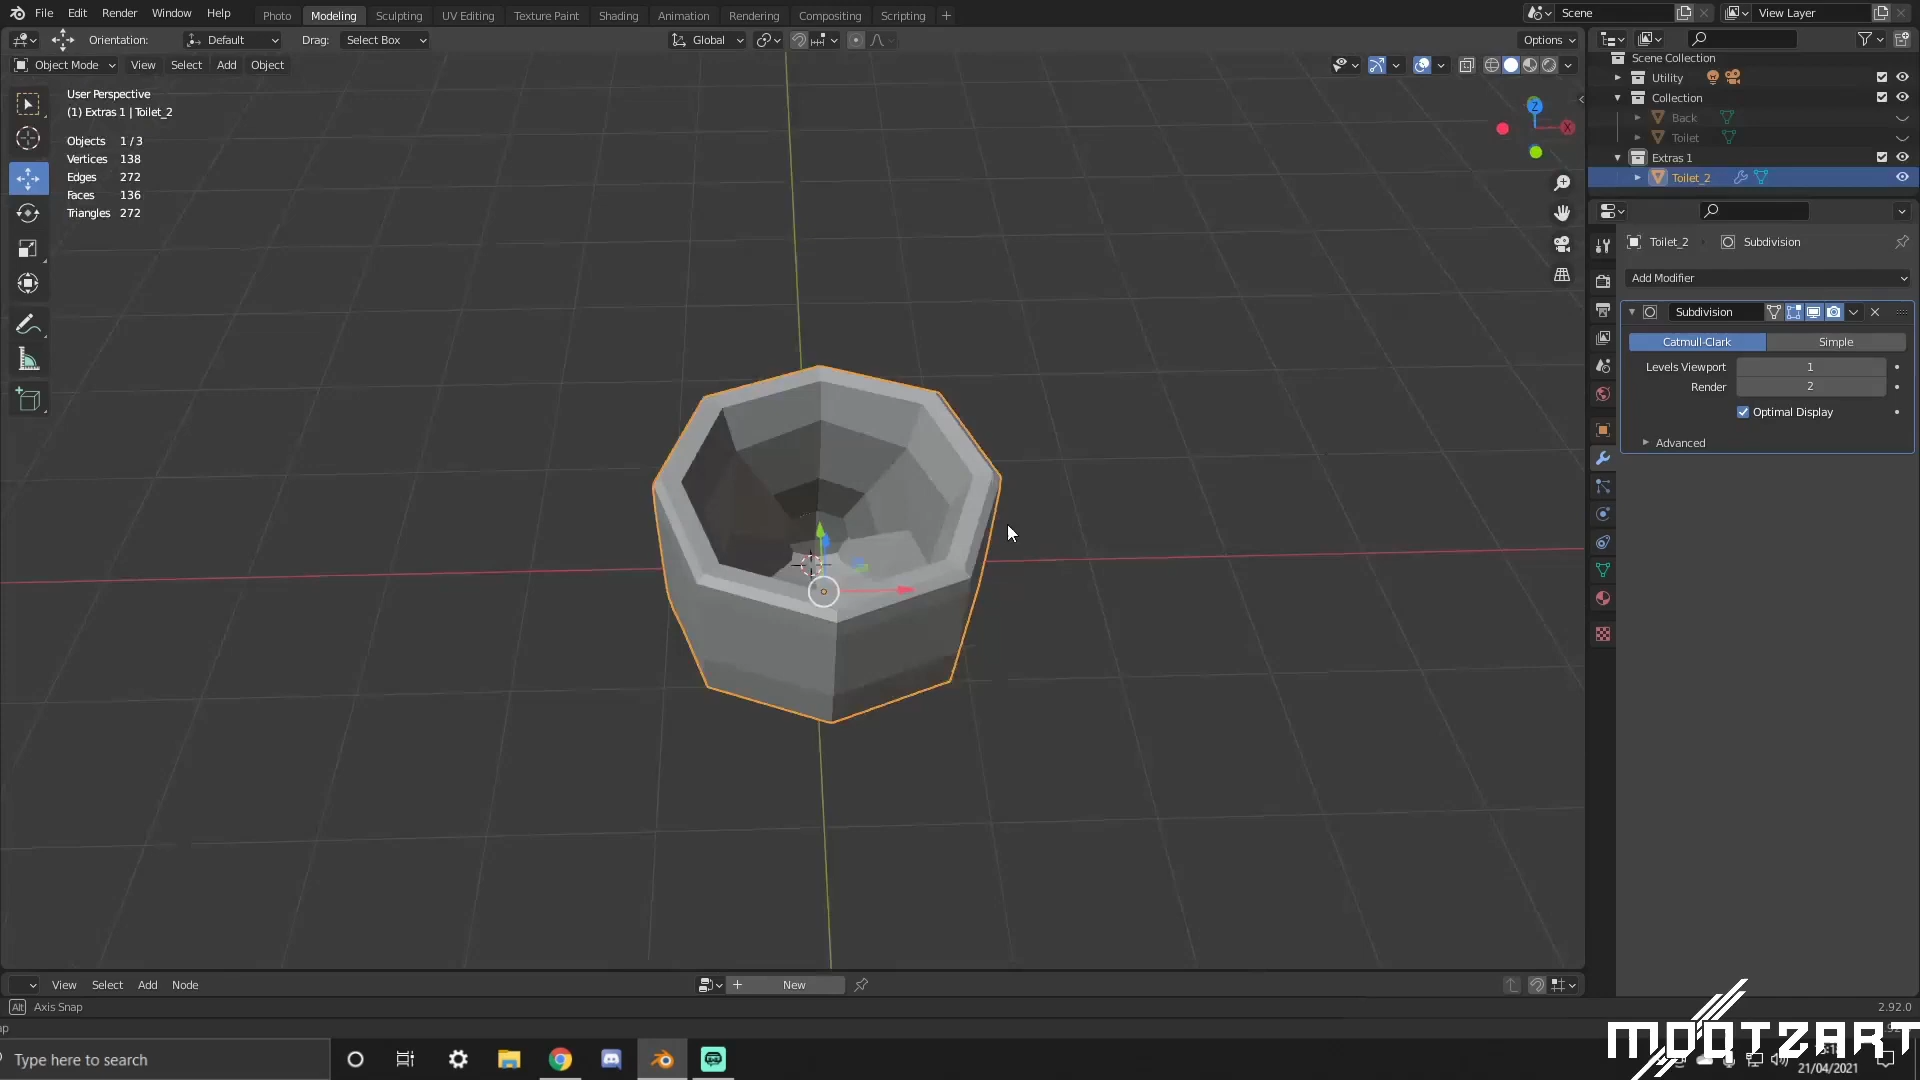 File Edit Render Window Help
Photo Modeling Sculpting UV Editing Texture Paint Shading Animation Rendering Compositing Scripting +
Scene
View Layer
Orientation: Default Drag: Select Box
Global
Options
Object Mode View Select Add Object
Scene Collection
Utility
Collection
Back
Toilet
Extras 1
Toilet_2
User Perspective
(1) Extras 1 | Toilet_2
Objects 1 / 3
Vertices 138
Edges 272
Faces 136
Triangles 272
Z
X
Toilet_2 Subdivision
Add Modifier
Subdivision
Catmull-Clark Simple
Levels Viewport 1
Render 2
Optimal Display
Advanced
View Select Add Node
+ New
Alt Axis Snap
2.92.0
MOOTZART
Type here to search
21/04/2021